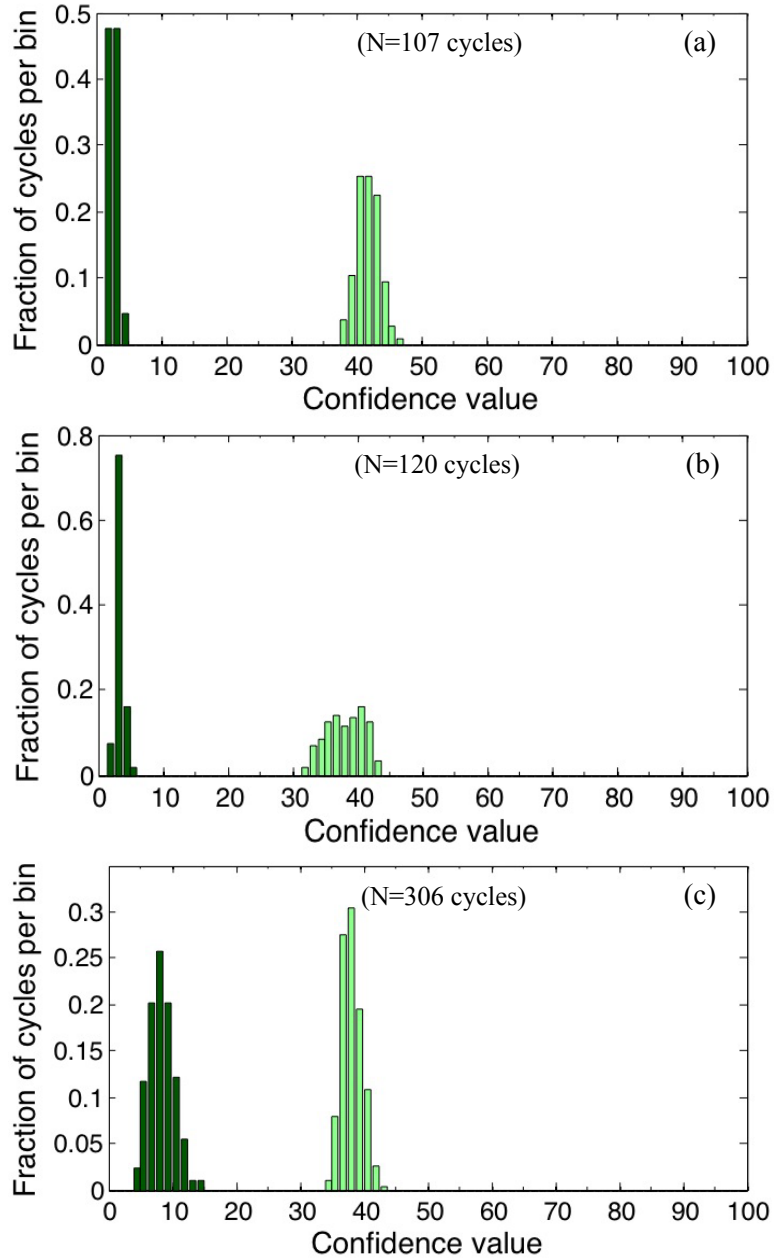 0.5
(N=107 cycles) (a)
0.4
0.3
0.2
0.1
0
Fraction of cycles per bin
0 10 20 30 40 50 60 70 80 90 100
Confidence value
0.8
(N=120 cycles) (b)
0.6
0.4
0.2
0
Fraction of cycles per bin
0 10 20 30 40 50 60 70 80 90 100
Confidence value
(N=306 cycles) (c)
0.3
0.25
0.2
0.15
0.1
0.05
0
Fraction of cycles per bin
0 10 20 30 40 50 60 70 80 90 100
Confidence value